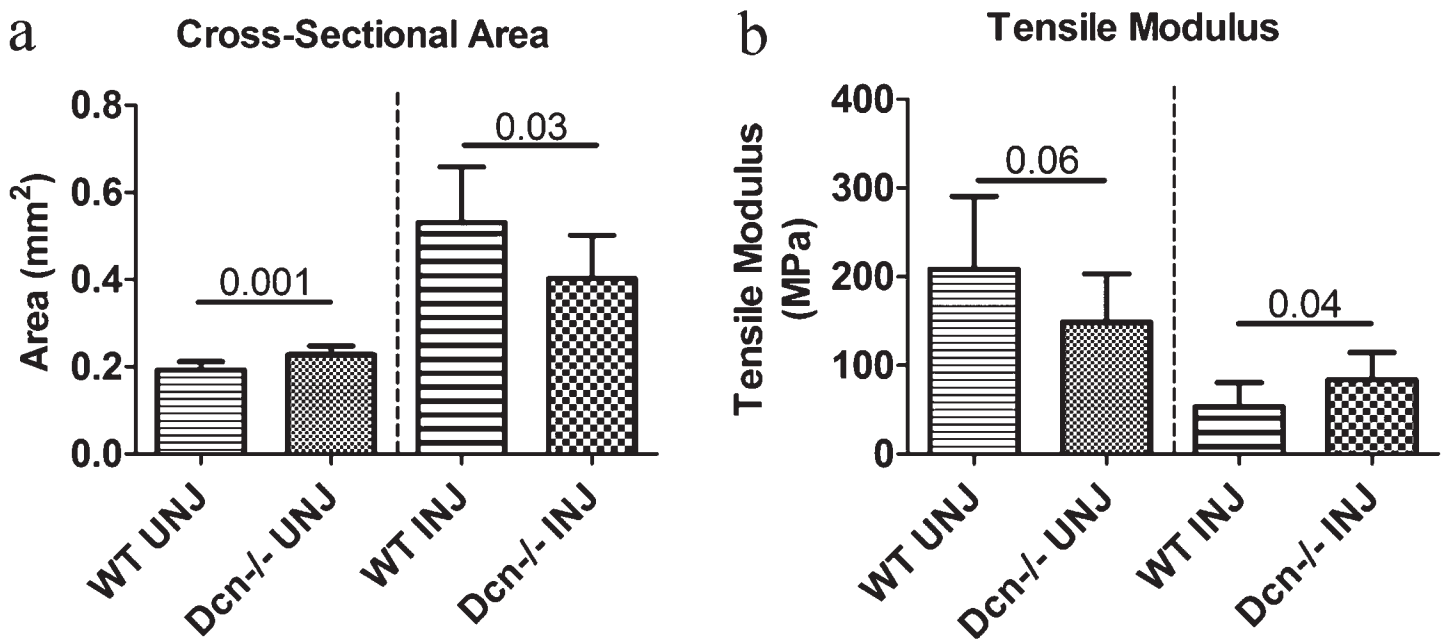 a
Cross-Sectional Area
Area (mm²)
0.8
0.6
0.4
0.2
0.0
0.001
0.03
WT UNJ
Dcn-/- UNJ
WT INJ
Dcn-/- INJ
b
Tensile Modulus
Tensile Modulus
(MPa)
400
300
200
100
0
0.06
0.04
WT UNJ
Dcn-/- UNJ
WT INJ
Dcn-/- INJ